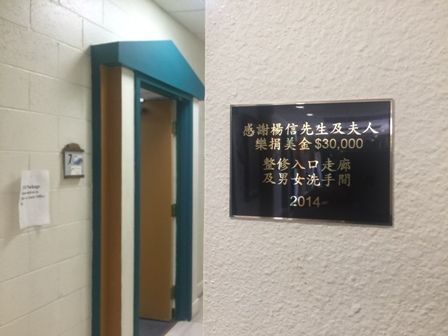 感謝楊信先生及夫人
樂捐美金$30,000
整修入口走廊
及男女洗手間
2014